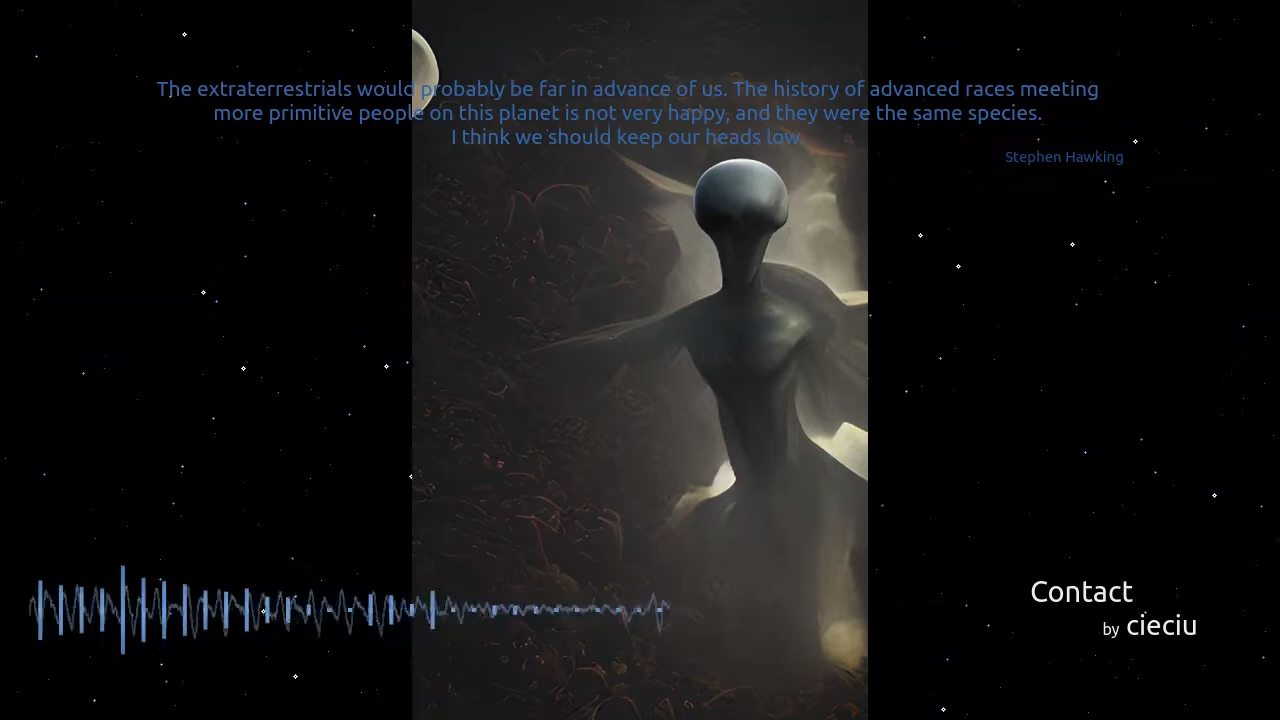 The extraterrestrials would probably be far in advance of us. The history of advanced races meeting
more primitive people on this planet is not very happy, and they were the same species.
I think we should keep our heads low.
Stephen Hawking
Contact
by cieciu